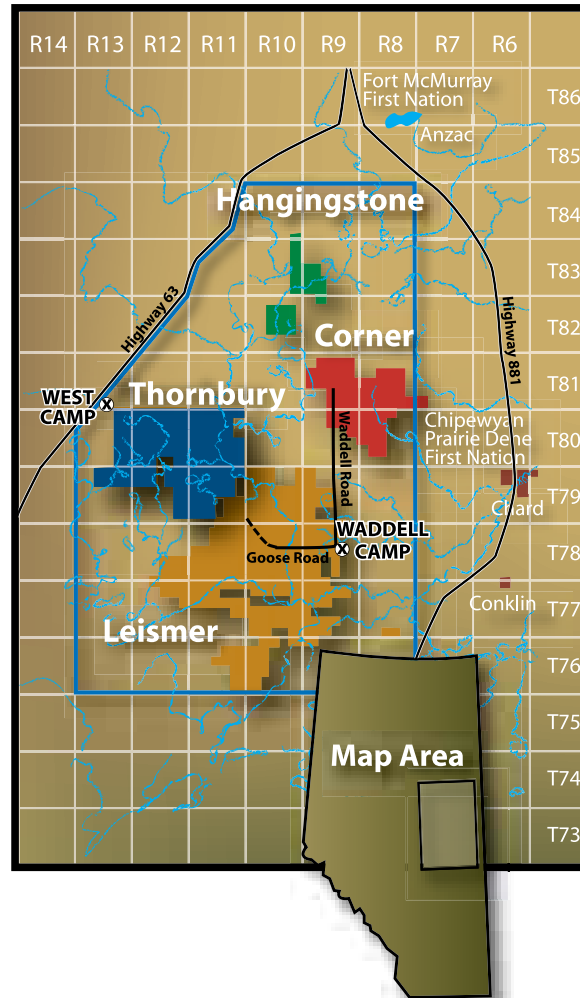 R14 R13 R12 R11 R10 R9 R8 R7 R6
T86
T85
T84
T83
T82
T81
T80
T79
T78
T77
T76
T75
T74
T73
Fort McMurray
First Nation
Anzac
Hangingstone
Highway 63
Highway 881
Corner
Thornbury
WEST
CAMP
Waddell Road
Chipewyan
Prairie Dene
First Nation
Chard
WADDELL
CAMP
Goose Road
Conklin
Leismer
Map Area